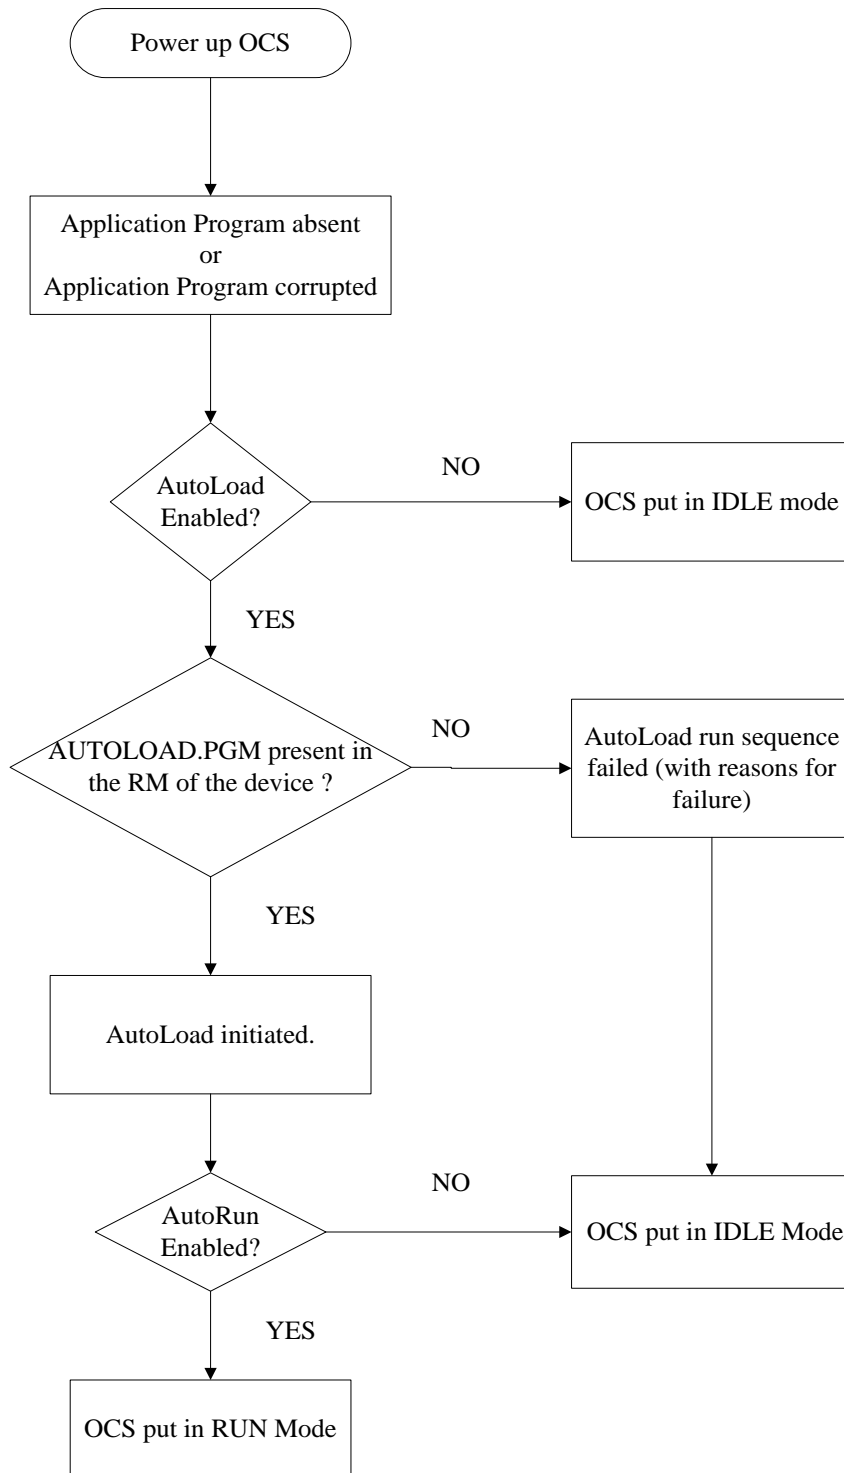 Power up OCS
Application Program absent
or
Application Program corrupted
AutoLoad
Enabled?
NO
OCS put in IDLE mode
YES
AUTOLOAD.PGM present in
the RM of the device ?
NO
AutoLoad run sequence
failed (with reasons for
failure)
YES
AutoLoad initiated.
AutoRun
Enabled?
NO
OCS put in IDLE Mode
YES
OCS put in RUN Mode